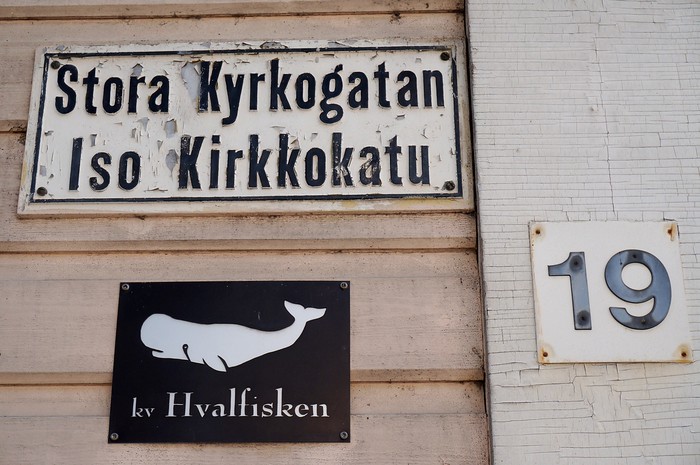 Stora Kyrkogatan
Iso Kirkkokatu
19
kv Hvalfisken